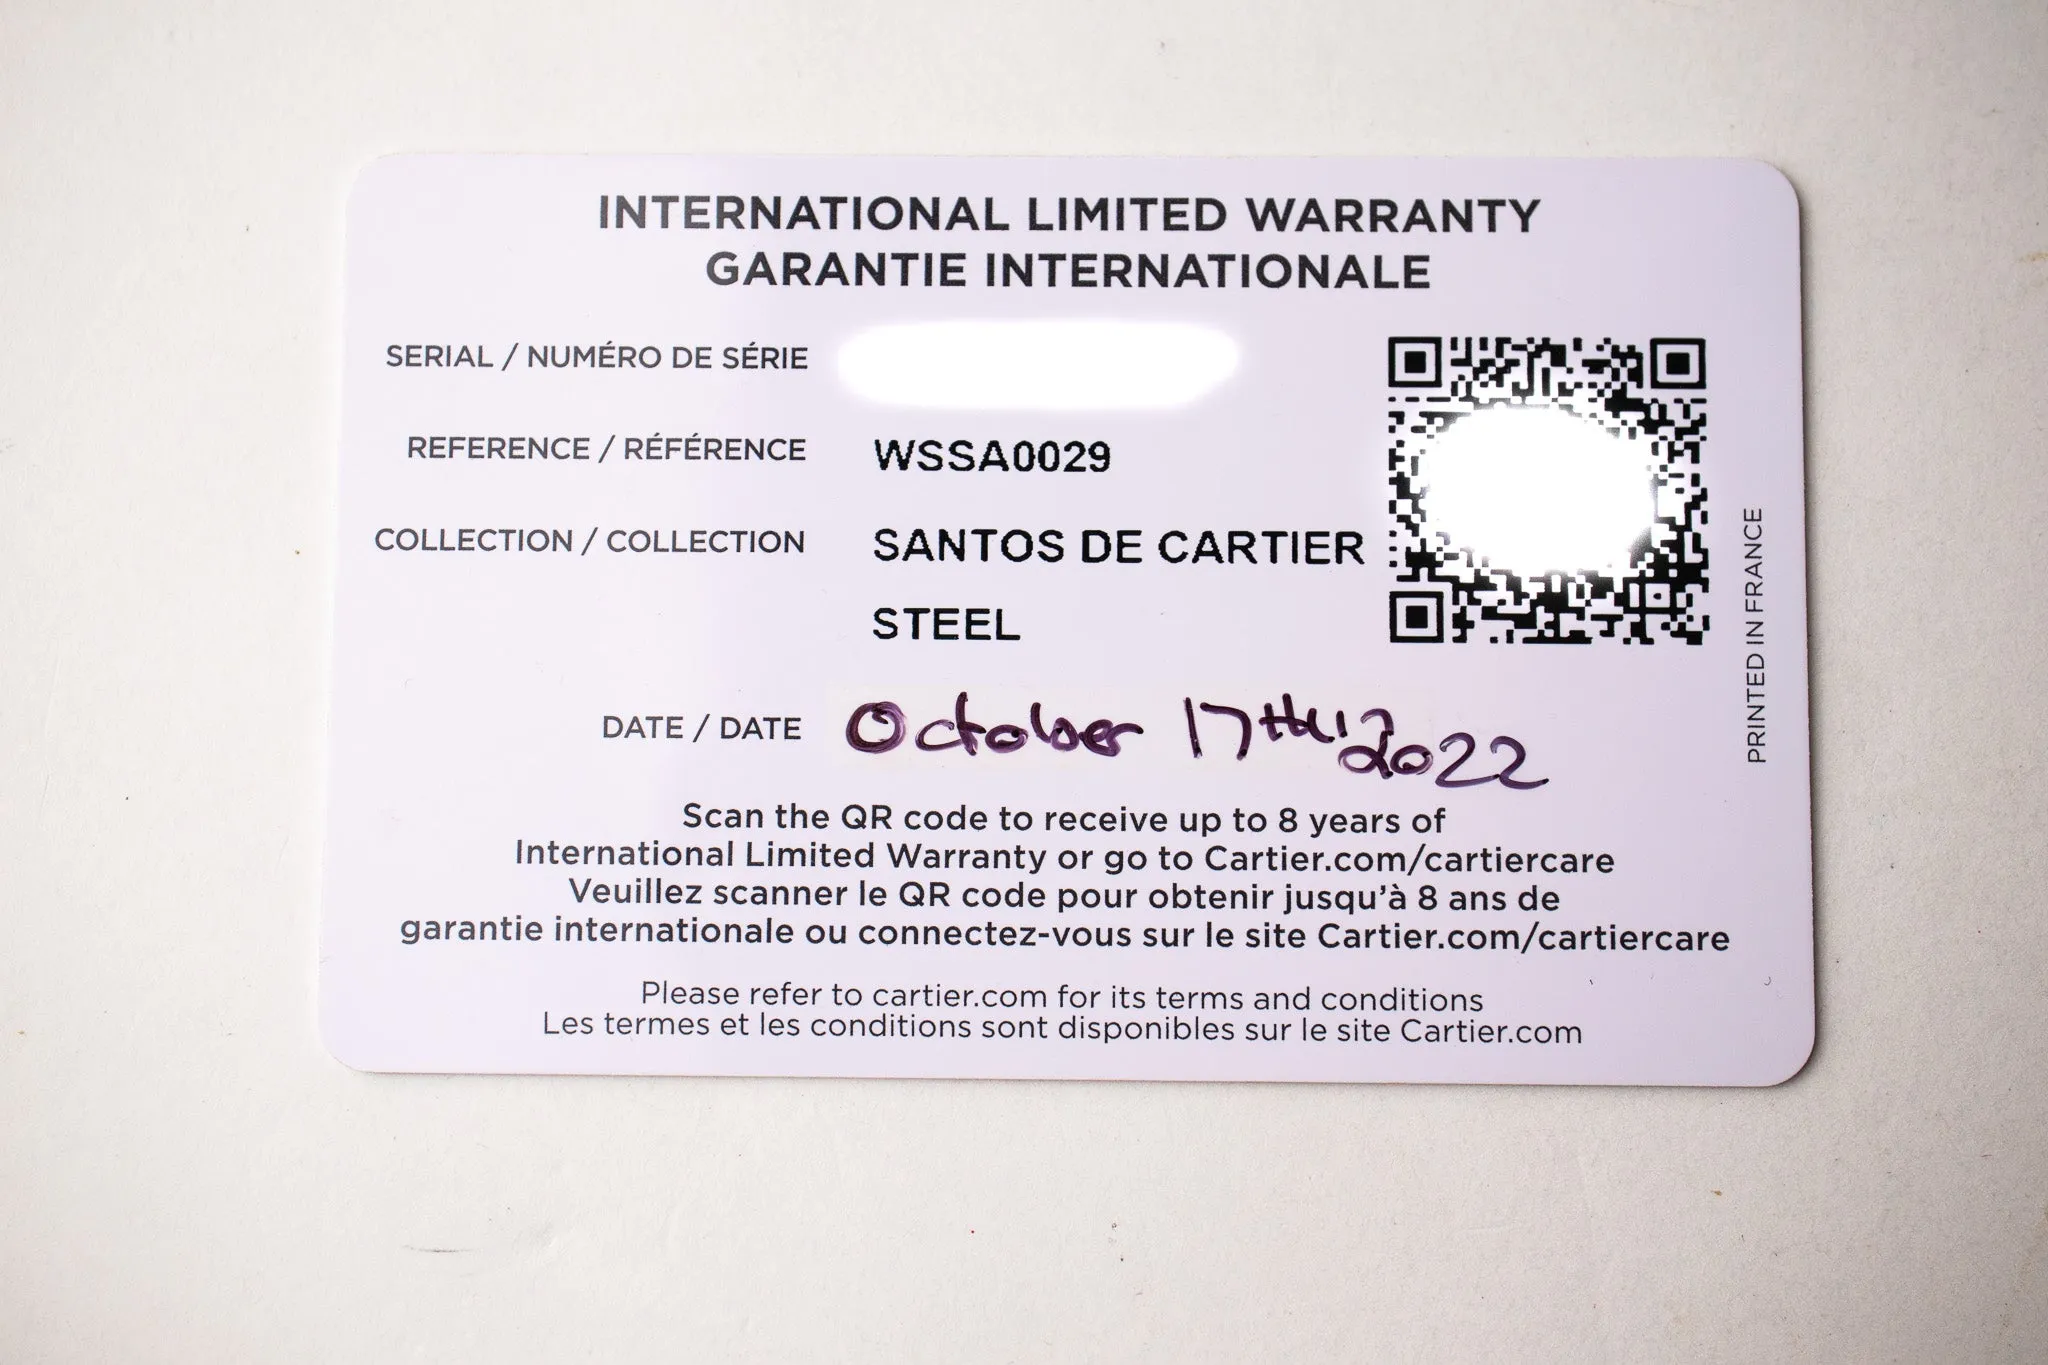 INTERNATIONAL LIMITED WARRANTY
GARANTIE INTERNATIONALE
SERIAL / NUMÉRO DE SÉRIE
REFERENCE / RÉFÉRENCE WSSA0029
COLLECTION / COLLECTION SANTOS DE CARTIER
STEEL
DATE / DATE October 17th 2022
Scan the QR code to receive up to 8 years of
International Limited Warranty or go to Cartier.com/cartiercare
Veuillez scanner le QR code pour obtenir jusqu'à 8 ans de
garantie internationale ou connectez-vous sur le site Cartier.com/cartiercare
Please refer to cartier.com for its terms and conditions
Les termes et les conditions sont disponibles sur le site Cartier.com
PRINTED IN FRANCE